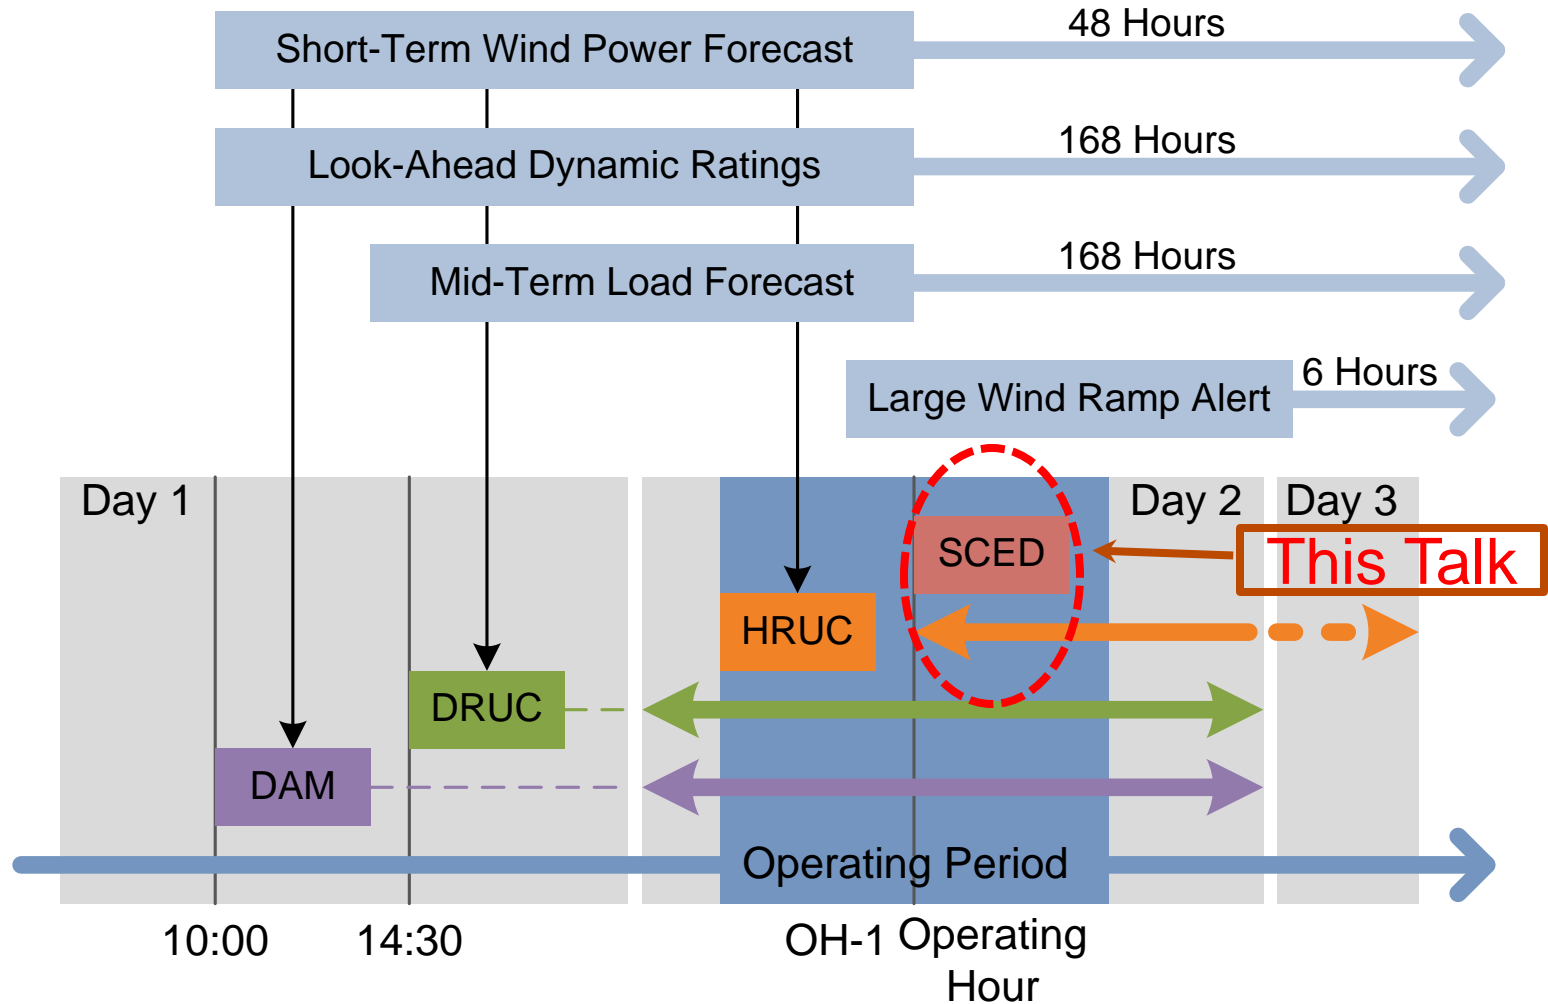 48 Hours
Short-Term Wind Power Forecast
168 Hours
Look-Ahead Dynamic Ratings
168 Hours
Mid-Term Load Forecast
6 Hours
Large Wind Ramp Alert
Day 1
Day 2
Day 3
SCED
This Talk
HRUC
DRUC
DAM
Operating Period
10:00
14:30
OH-1
Operating
Hour